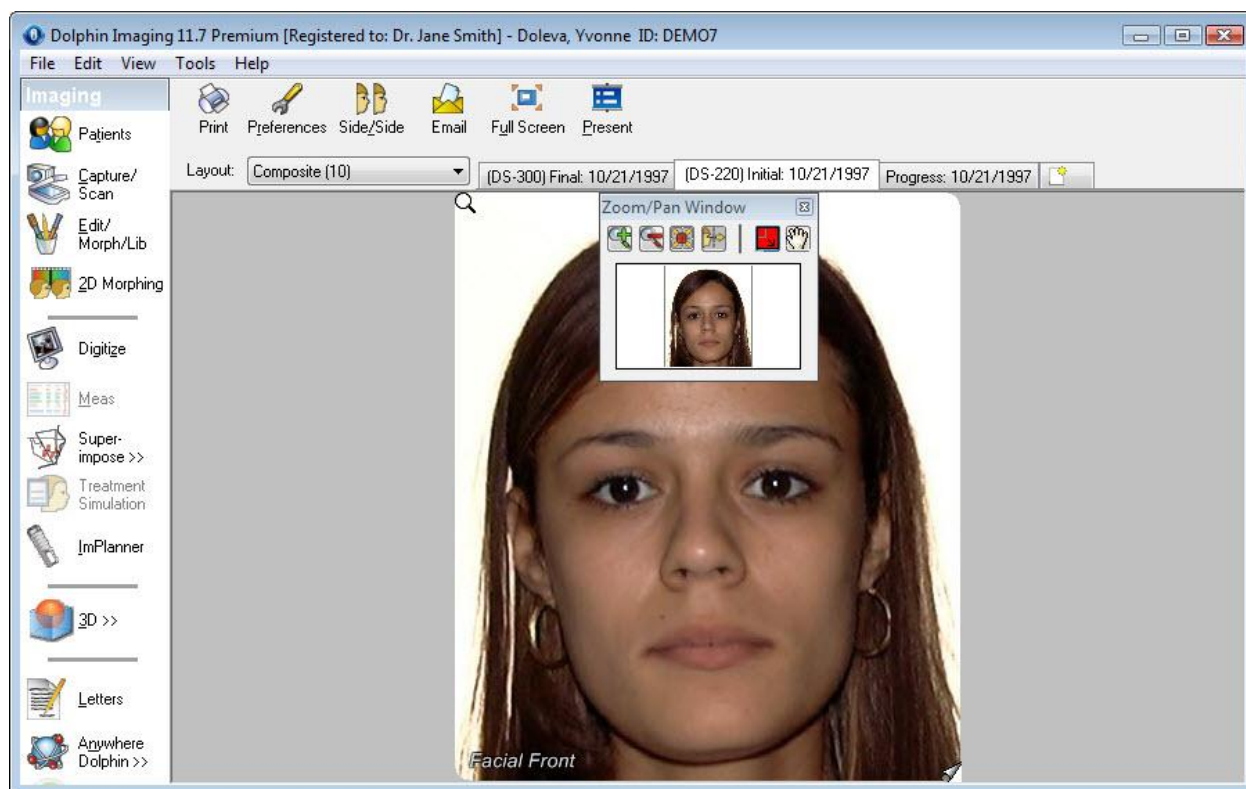 Dolphin Imaging 11.7 Premium [Registered to: Dr. Jane Smith] - Doleva, Yvonne ID: DEMO7
File Edit View Tools Help
Imaging
Print Preferences Side/Side Email Full Screen Present
Layout: Composite (10) (DS-300) Final: 10/21/1997 (DS-220) Initial: 10/21/1997 Progress: 10/21/1997
Patients
Capture/
Scan
Edit/
Morph/Lib
2D Morphing
Digitize
Meas
Super-
impose >>
Treatment
Simulation
ImPlanner
3D >>
Letters
Anywhere
Dolphin >>
Zoom/Pan Window
Facial Front